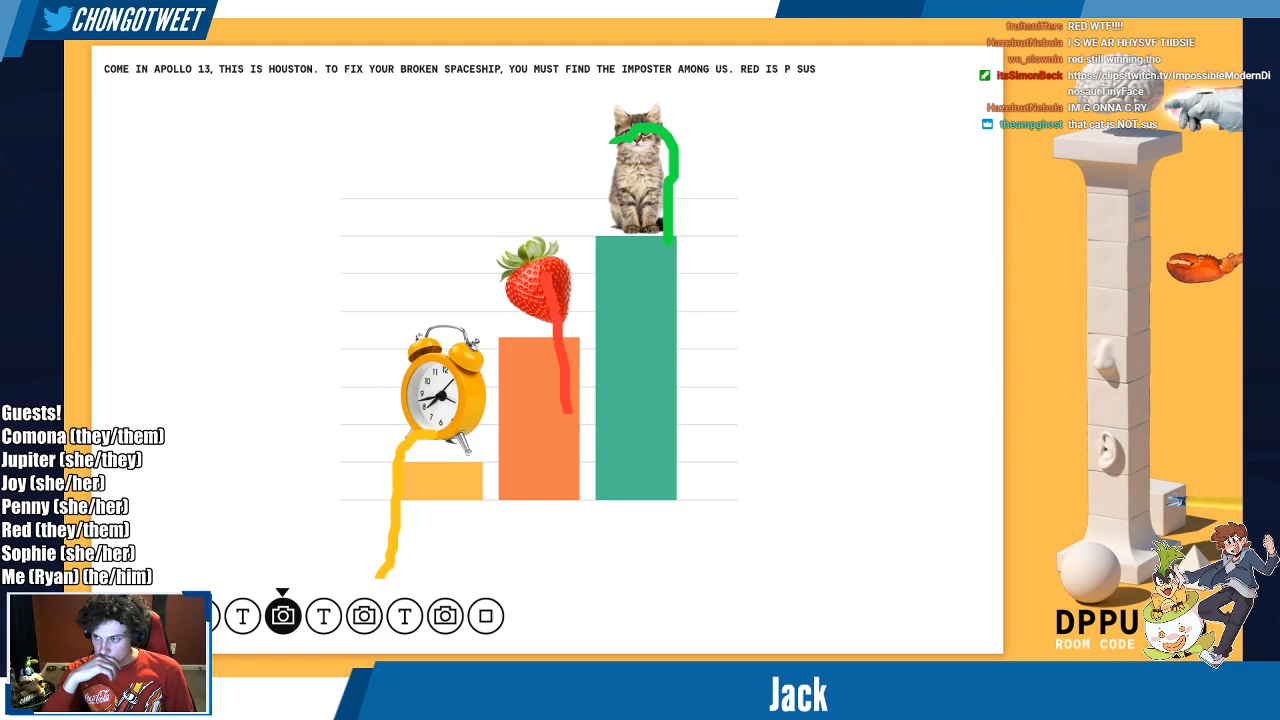 CHONGOTWEET
COME IN APOLLO 13, THIS IS HOUSTON. TO FIX YOUR BROKEN SPACESHIP, YOU MUST FIND THE IMPOSTER AMONG US. RED IS P SUS
fruitsniffers RED WTF!!!!
HazelnutNebula I S WE AR HHYSVF TIIDSIE
we_clownin red still winning tho
itsSimonBeck https://clips.twitch.tv/ImpossibleModernDi
nosaurTinyFace
HazelnutNebula IM G ONNA C RY
theampghost that cat is NOT sus
Guests!
Comona (they/them)
Jupiter (she/they)
Joy (she/her)
Penny (she/her)
Red (they/them)
Sophie (she/her)
Me (Ryan) (he/him)
T T T
DPPU
ROOM CODE
Jack